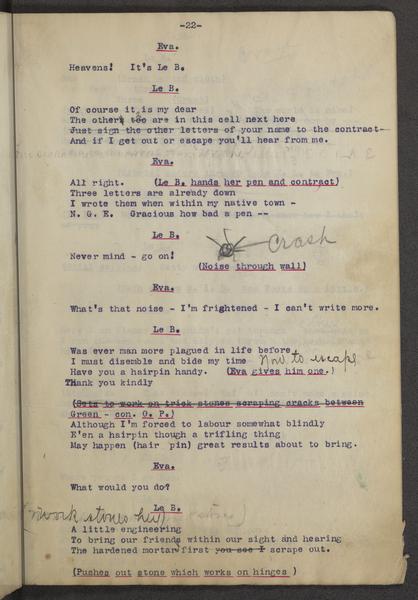 -22-
Eva.
Heavens! It's Le B.
Le B.
Of course it is my dear
The others too are in this cell next here
Just sign the other letters of your name to the contract-
And if I get out or escape you'll hear from me.
Eva.
All right. (Le B. hands her pen and contract)
Three letters are already down
I wrote them when within my native town -
N. G. E. Gracious how bad a pen --
Le B.
Crash
Never mind - go on!
(Noise through wall)
Eva.
What's that noise - I'm frightened - I can't write more.
Le B.
Was ever man more plagued in life before
I must disemble and bide my time Now to escape
Have you a hairpin handy. (Eva gives him one.)
Thank you kindly
(Sets to work on trick stones scraping cracks between
Green - con. O. P.)
Although I'm forced to labour somewhat blindly
E'en a hairpin though a trifling thing
May happen (hair pin) great results about to bring.
Eva.
What would you do?
Le B.
(Work stones
A little engineering
To bring our friends within our sight and hearing
The hardened mortar first you see I scrape out.
(Pushes out stone which works on hinges )